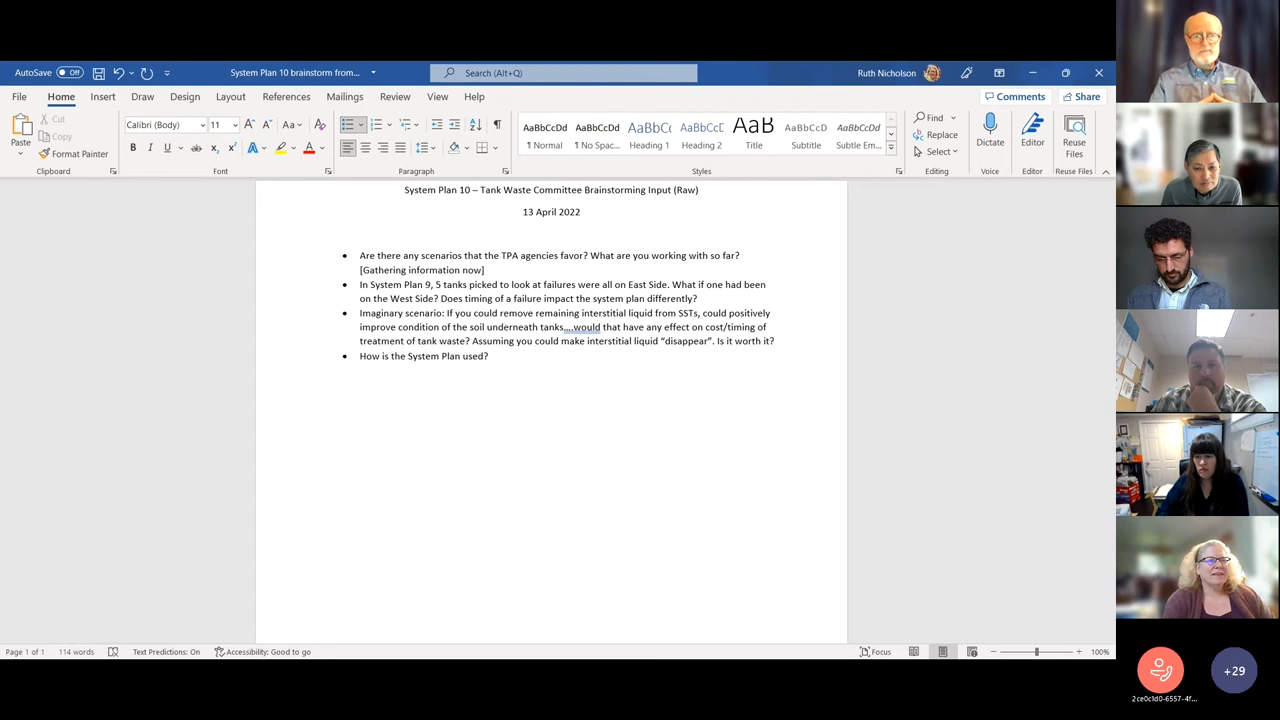 AutoSave Off System Plan 10 brainstorm from... Search (Alt+Q) Ruth Nicholson
File Home Insert Draw Design Layout References Mailings Review View Help Comments Share
Paste Cut Copy Format Painter Clipboard
Calibri (Body) 11 Aa B I U ab x₂ x² A A Font
Paragraph
AaBbCcDd AaBbCcDd AaBbCc AaBbCcD AaB AaBbCcD AaBbCcDd
¶ Normal ¶ No Spac... Heading 1 Heading 2 Title Subtitle Subtle Em...
Styles
Find Replace Select Editing
Dictate Voice
Editor Editor
Reuse Files Reuse Files
System Plan 10 – Tank Waste Committee Brainstorming Input (Raw)
13 April 2022
• Are there any scenarios that the TPA agencies favor? What are you working with so far?
[Gathering information now]
• In System Plan 9, 5 tanks picked to look at failures were all on East Side. What if one had been
on the West Side? Does timing of a failure impact the system plan differently?
• Imaginary scenario: If you could remove remaining interstitial liquid from SSTs, could positively
improve condition of the soil underneath tanks....would that have any effect on cost/timing of
treatment of tank waste? Assuming you could make interstitial liquid “disappear”. Is it worth it?
• How is the System Plan used?
Page 1 of 1 114 words Text Predictions: On Accessibility: Good to go Focus 100%
2ce0c1d0-6557-4f...
+29